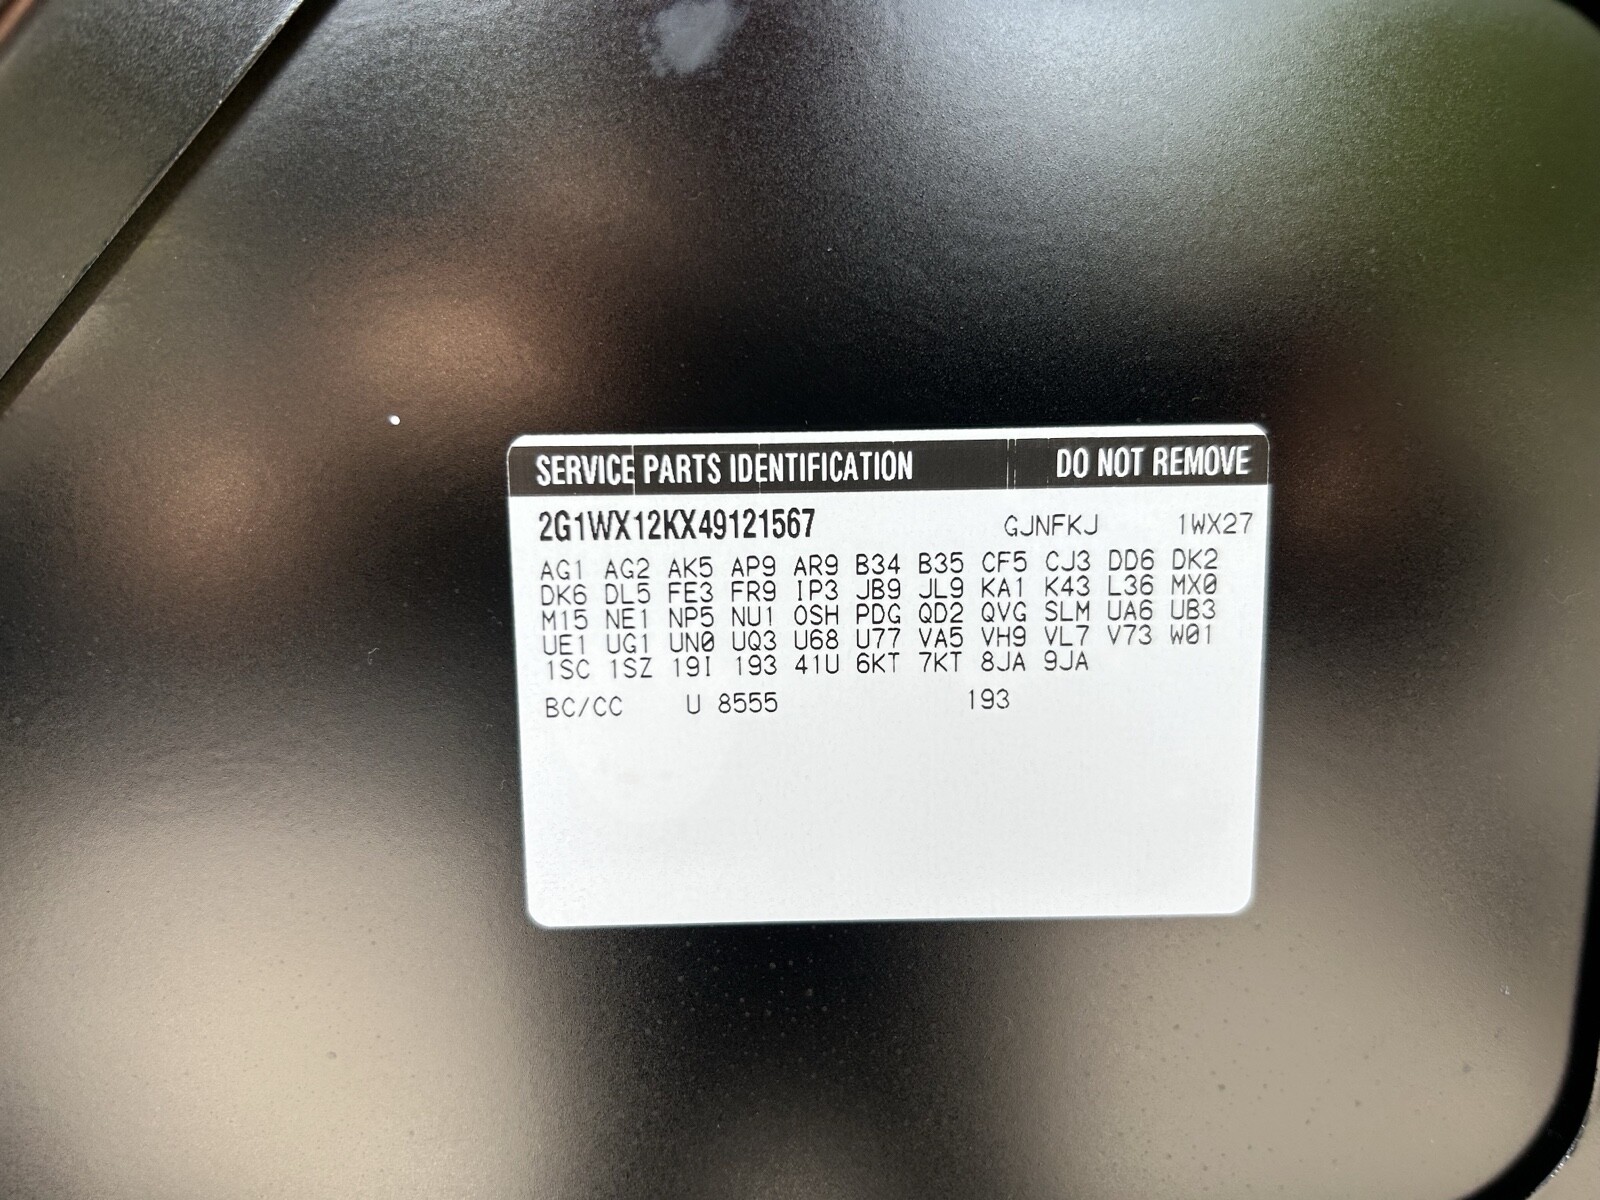 SERVICE PARTS IDENTIFICATION DO NOT REMOVE
2G1WX12KX49121567 GJNFKJ 1WX27
AG1 AG2 AK5 AP9 AR9 B34 B35 CF5 CJ3 DD6 DK2
DK6 DL5 FE3 FR9 IP3 JB9 JL9 KA1 K43 L36 MX0
M15 NE1 NP5 NU1 OSH PDG QD2 QVG SLM UA6 UB3
UE1 UG1 UN0 UQ3 U68 U77 VA5 VH9 VL7 V73 W01
1SC 1SZ 19I 193 41U 6KT 7KT 8JA 9JA
BC/CC U 8555 193